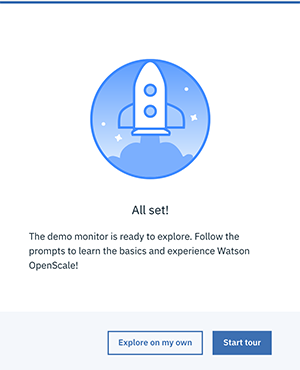 All set!
The demo monitor is ready to explore. Follow the
prompts to learn the basics and experience Watson
OpenScale!
Explore on my own
Start tour